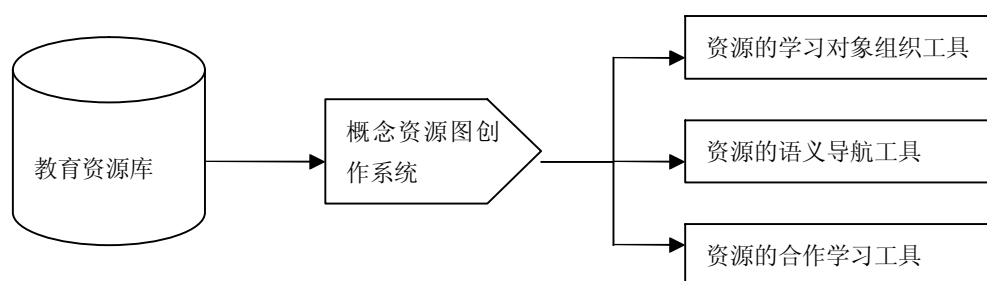 教育资源库
概念资源图创
作系统
资源的学习对象组织工具
资源的语义导航工具
资源的合作学习工具